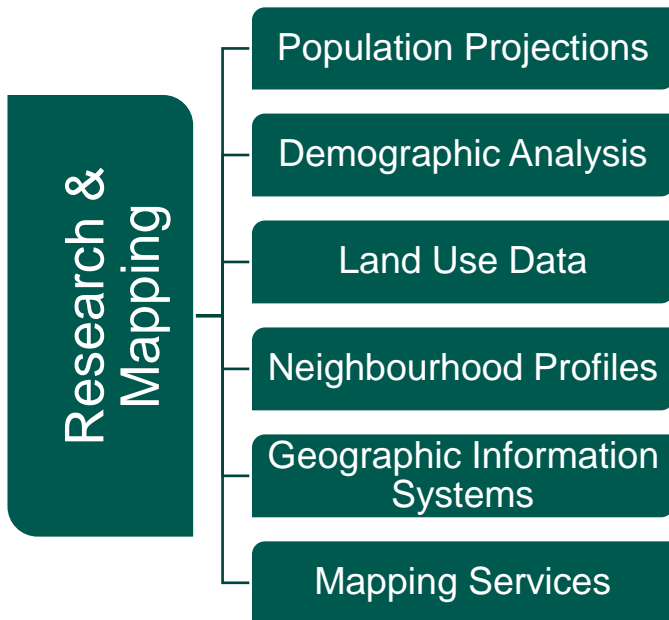 Research &
Mapping
Population Projections
Demographic Analysis
Land Use Data
Neighbourhood Profiles
Geographic Information
Systems
Mapping Services